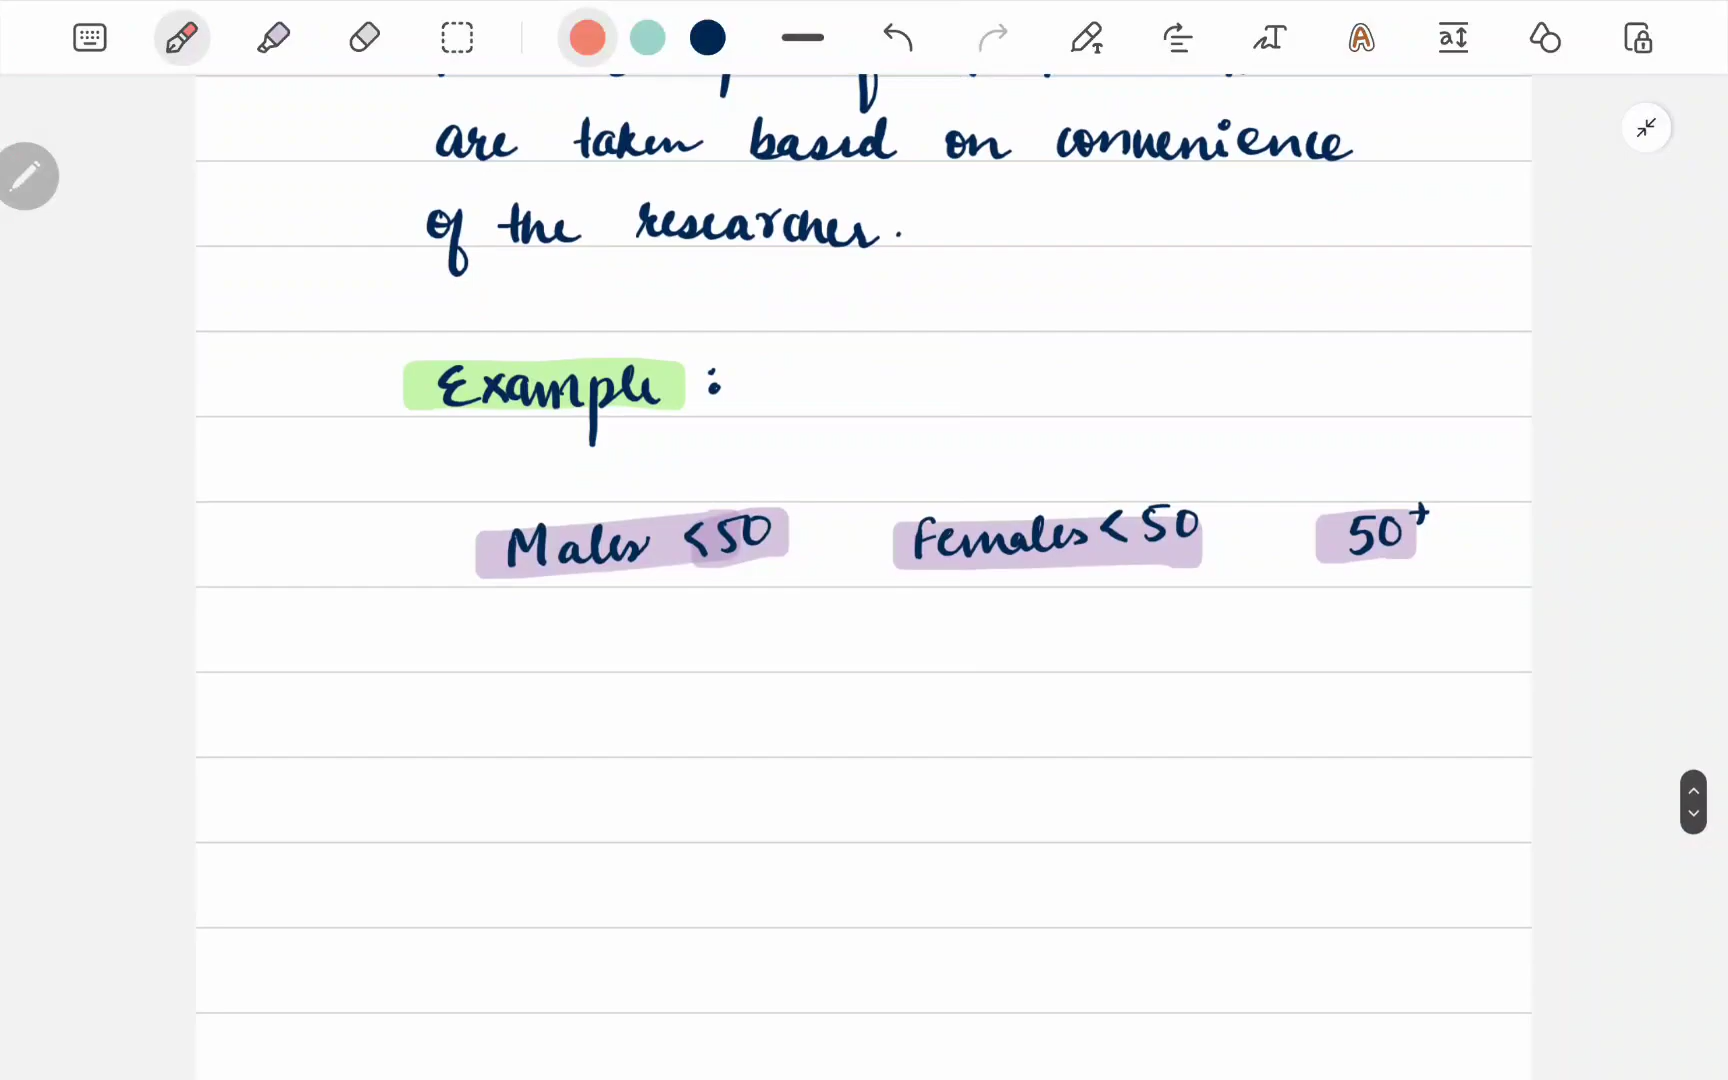 are taken based on convenience
of the researcher.
Example :
Males <50 Females < 50 50+